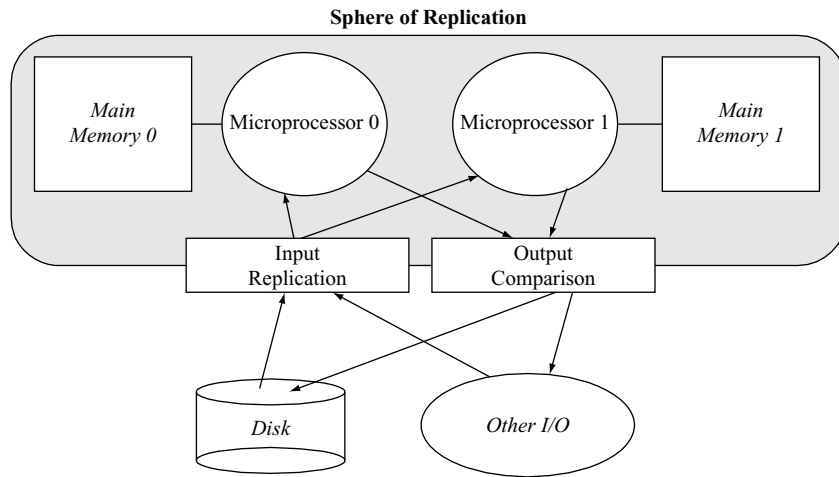 Sphere of Replication
Main
Memory 0
Microprocessor 0
Microprocessor 1
Main
Memory 1
Input
Replication
Output
Comparison
Disk
Other I/O